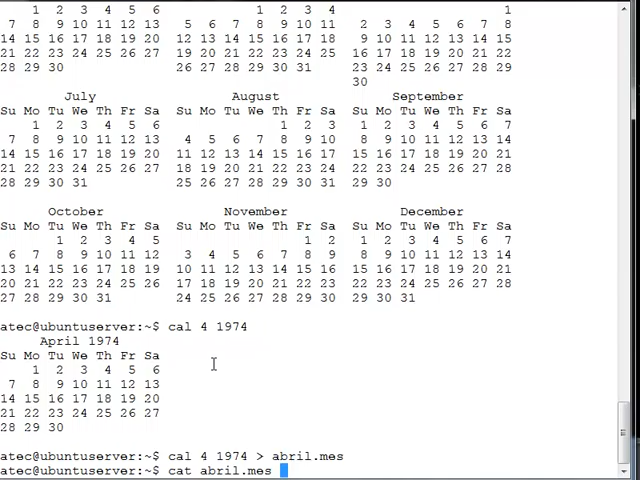 1  2  3  4  5  6            1  2  3  4                     1
 7  8  9 10 11 12 13   5  6  7  8  9 10 11   2  3  4  5  6  7  8
14 15 16 17 18 19 20  12 13 14 15 16 17 18   9 10 11 12 13 14 15
21 22 23 24 25 26 27  19 20 21 22 23 24 25  16 17 18 19 20 21 22
28 29 30              26 27 28 29 30 31     23 24 25 26 27 28 29
                                            30
        July                 August              September
Su Mo Tu We Th Fr Sa  Su Mo Tu We Th Fr Sa  Su Mo Tu We Th Fr Sa
    1  2  3  4  5  6               1  2  3   1  2  3  4  5  6  7
 7  8  9 10 11 12 13   4  5  6  7  8  9 10   8  9 10 11 12 13 14
14 15 16 17 18 19 20  11 12 13 14 15 16 17  15 16 17 18 19 20 21
21 22 23 24 25 26 27  18 19 20 21 22 23 24  22 23 24 25 26 27 28
28 29 30 31           25 26 27 28 29 30 31  29 30
      October               November              December
Su Mo Tu We Th Fr Sa  Su Mo Tu We Th Fr Sa  Su Mo Tu We Th Fr Sa
       1  2  3  4  5                  1  2   1  2  3  4  5  6  7
 6  7  8  9 10 11 12   3  4  5  6  7  8  9   8  9 10 11 12 13 14
13 14 15 16 17 18 19  10 11 12 13 14 15 16  15 16 17 18 19 20 21
20 21 22 23 24 25 26  17 18 19 20 21 22 23  22 23 24 25 26 27 28
27 28 29 30 31        24 25 26 27 28 29 30  29 30 31
atec@ubuntuserver:~$ cal 4 1974
     April 1974
Su Mo Tu We Th Fr Sa
    1  2  3  4  5  6
 7  8  9 10 11 12 13
14 15 16 17 18 19 20
21 22 23 24 25 26 27
28 29 30
atec@ubuntuserver:~$ cal 4 1974 > abril.mes
atec@ubuntuserver:~$ cat abril.mes